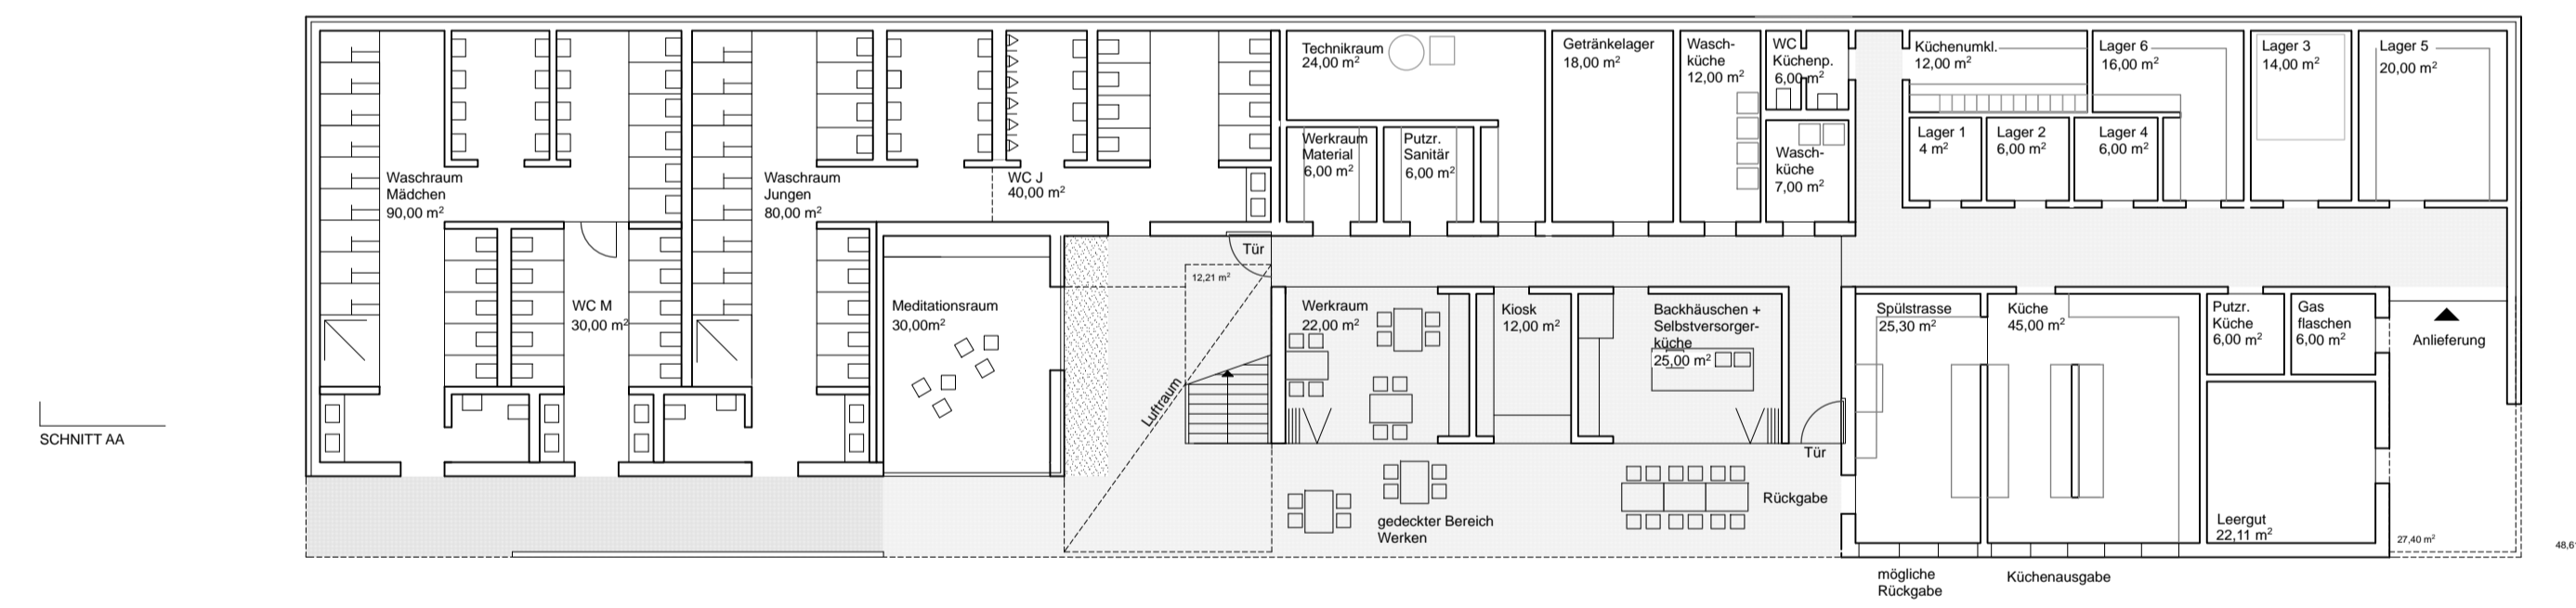 Technikraum
24,00 m²
Getränkelager
18,00 m²
Wasch-
küche
12,00 m²
WC
Küchenp.
6,00 m²
Küchenumkl.
12,00 m²
Lager 6
16,00 m²
Lager 3
14,00 m²
Lager 5
20,00 m²
Werkraum
Material
6,00 m²
Putzr.
Sanitär
6,00 m²
Wasch-
küche
7,00 m²
Lager 1
4 m²
Lager 2
6,00 m²
Lager 4
6,00 m²
Waschraum
Mädchen
90,00 m²
Waschraum
Jungen
80,00 m²
WC J
40,00 m²
Tür
12,21 m²
WC M
30,00 m²
Meditationsraum
30,00m²
Luftraum
Werkraum
22,00 m²
Kiosk
12,00 m²
Backhäuschen +
Selbstversorger-
küche
25,00 m²
Spülstrasse
25,30 m²
Küche
45,00 m²
Putzr.
Küche
6,00 m²
Gas
flaschen
6,00 m²
Anlieferung
SCHNITT AA
Tür
Rückgabe
gedeckter Bereich
Werken
Leergut
22,11 m²
27,40 m²
48,6
mögliche
Rückgabe
Küchenausgabe